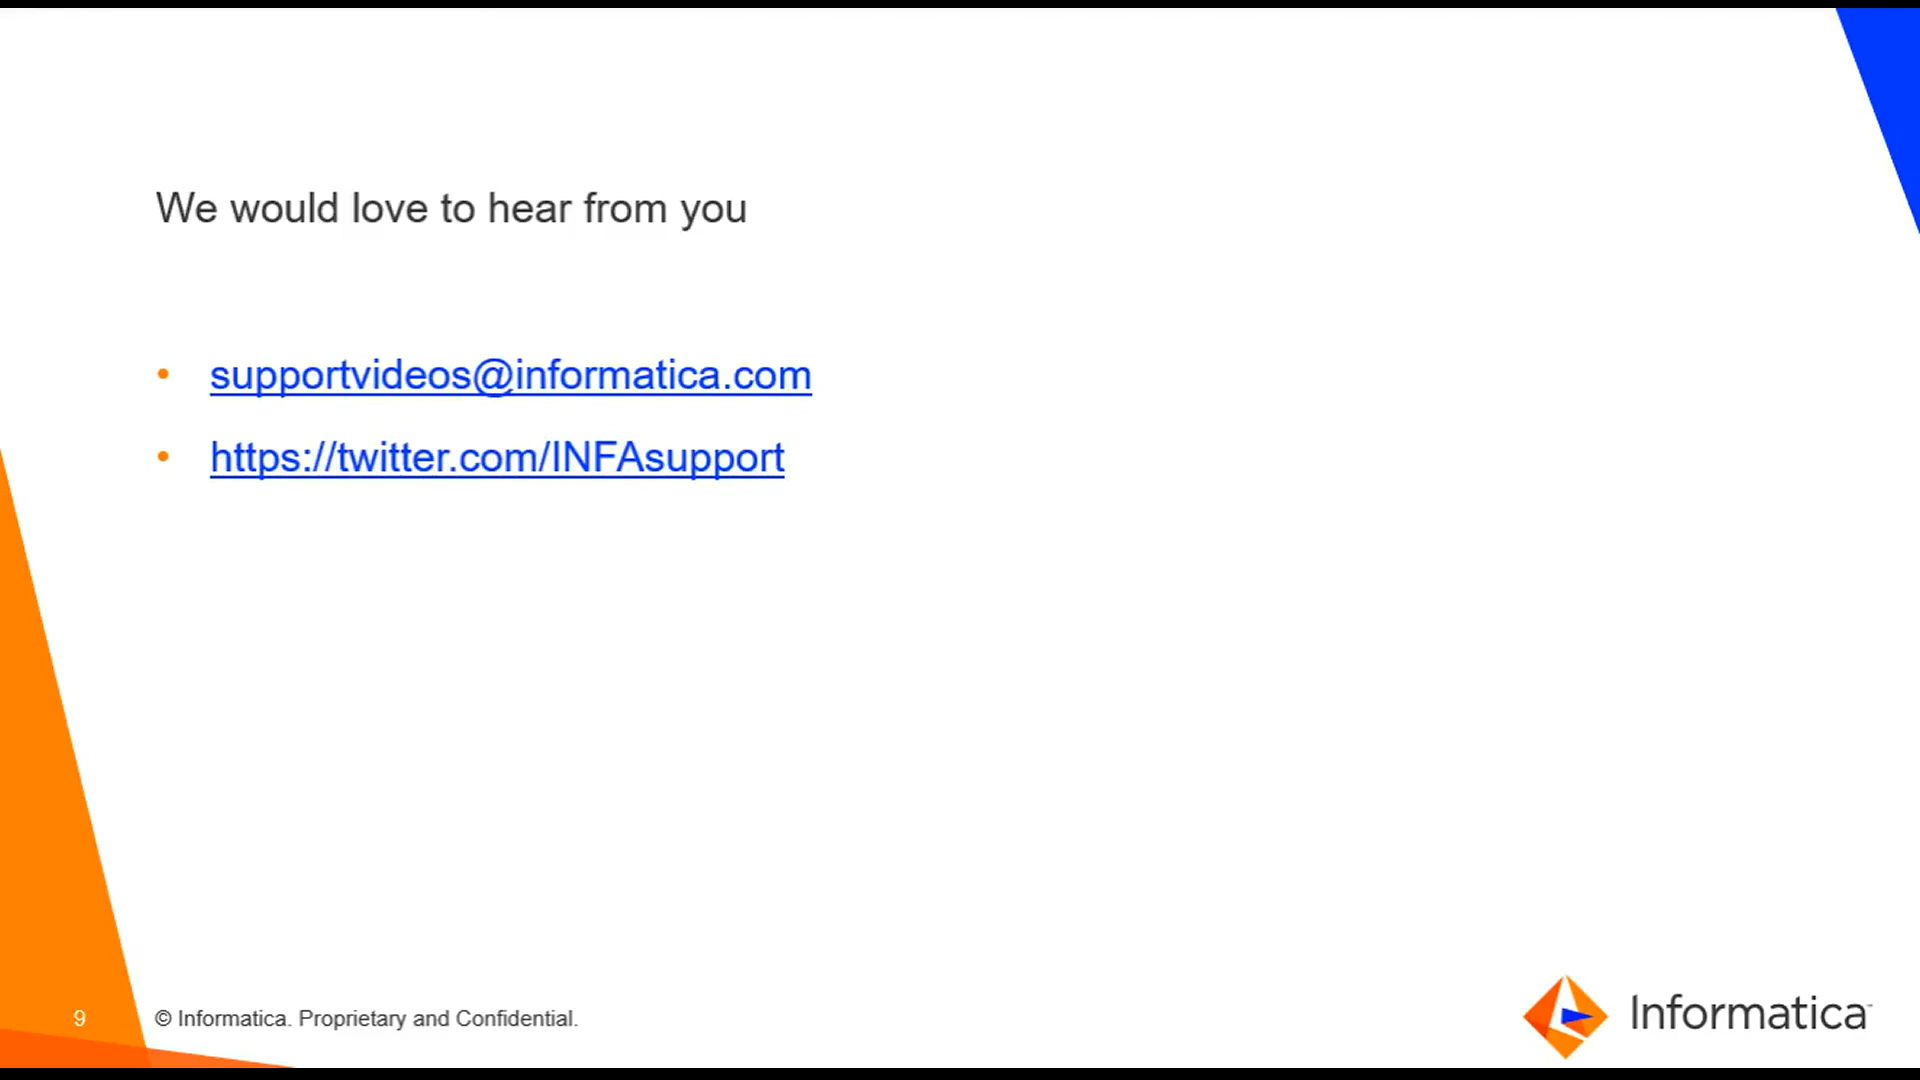 We would love to hear from you
• supportvideos@informatica.com
• https://twitter.com/INFAsupport
9
© Informatica. Proprietary and Confidential.
Informatica